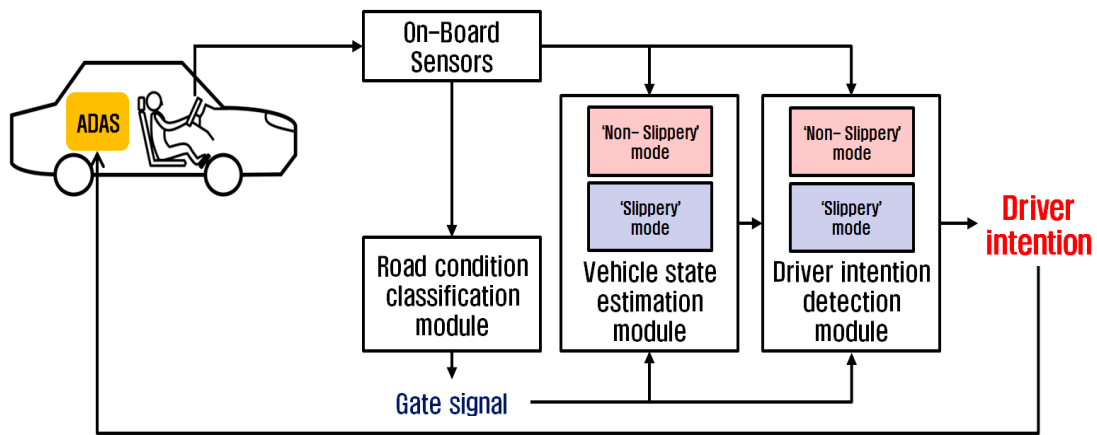 On-Board
Sensors
ADAS
'Non- Slippery'
mode
'Slippery'
mode
Vehicle state
estimation
module
'Non- Slippery'
mode
'Slippery'
mode
Driver intention
detection
module
Driver
intention
Road condition
classification
module
Gate signal